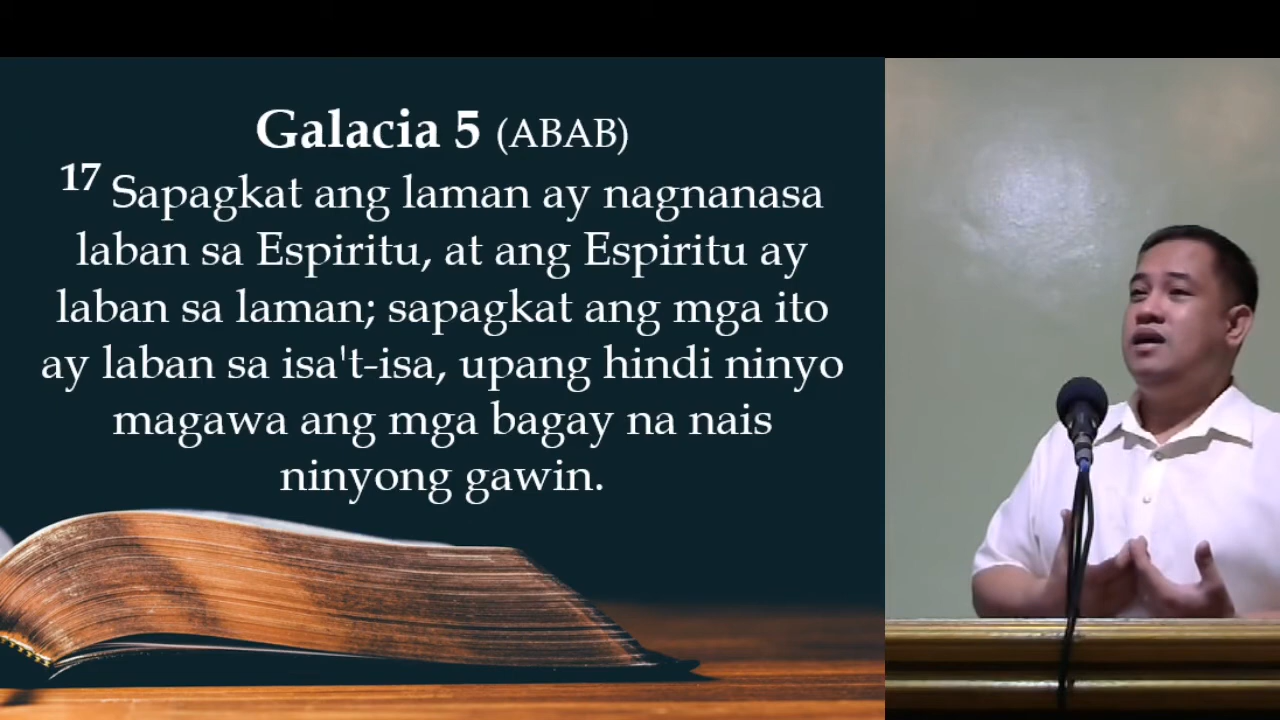 Galacia 5 (ABAB)
17 Sapagkat ang laman ay nagnanasa
laban sa Espiritu, at ang Espiritu ay
laban sa laman; sapagkat ang mga ito
ay laban sa isa't-isa, upang hindi ninyo
magawa ang mga bagay na nais
ninyong gawin.